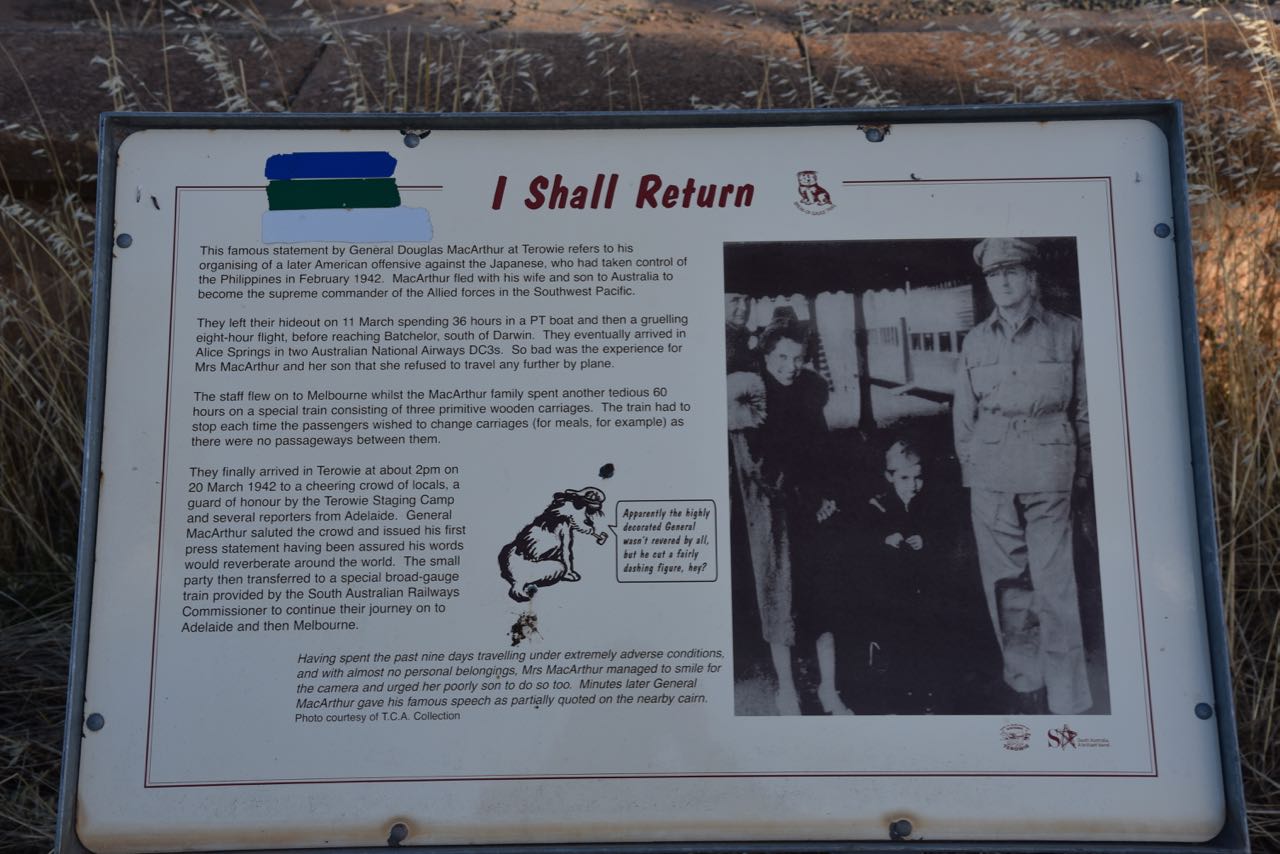 I Shall Return
This famous statement by General Douglas MacArthur at Terowie refers to his
organising of a later American offensive against the Japanese, who had taken control of
the Philippines in February 1942. MacArthur fled with his wife and son to Australia to
become the supreme commander of the Allied forces in the Southwest Pacific.
They left their hideout on 11 March spending 36 hours in a PT boat and then a gruelling
eight-hour flight, before reaching Batchelor, south of Darwin. They eventually arrived in
Alice Springs in two Australian National Airways DC3s. So bad was the experience for
Mrs MacArthur and her son that she refused to travel any further by plane.
The staff flew on to Melbourne whilst the MacArthur family spent another tedious 60
hours on a special train consisting of three primitive wooden carriages. The train had to
stop each time the passengers wished to change carriages (for meals, for example) as
there were no passageways between them.
They finally arrived in Terowie at about 2pm on
20 March 1942 to a cheering crowd of locals, a
guard of honour by the Terowie Staging Camp
and several reporters from Adelaide. General
MacArthur saluted the crowd and issued his first
press statement having been assured his words
would reverberate around the world. The small
party then transferred to a special broad-gauge
train provided by the South Australian Railways
Commissioner to continue their journey on to
Adelaide and then Melbourne.
Apparently the highly
decorated General
wasn't revered by all,
but he cut a fairly
dashing figure, hey?
Having spent the past nine days travelling under extremely adverse conditions,
and with almost no personal belongings, Mrs MacArthur managed to smile for
the camera and urged her poorly son to do so too. Minutes later General
MacArthur gave his famous speech as partially quoted on the nearby cairn.
Photo courtesy of T.C.A. Collection
TEROWIE
SA